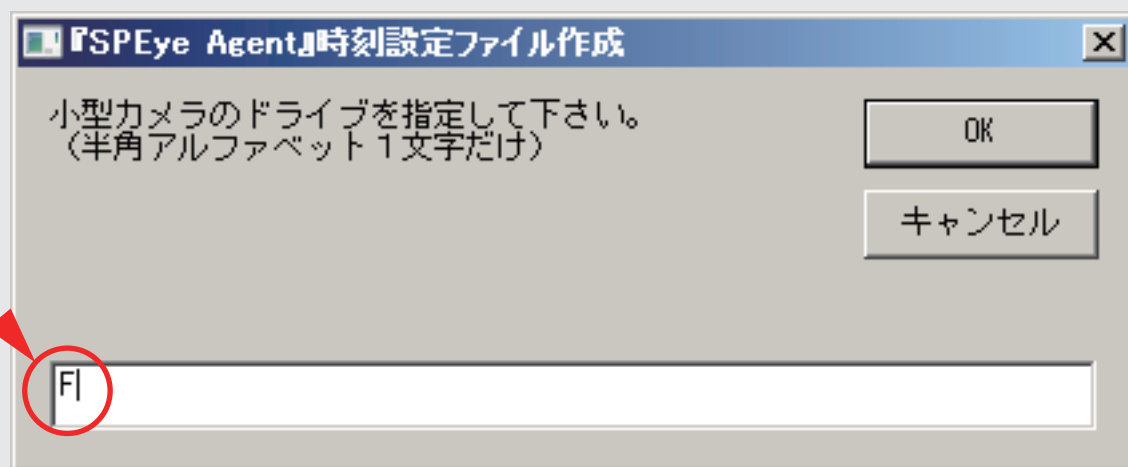 『SPEye Agent』時刻設定ファイル作成
小型カメラのドライブを指定して下さい。
（半角アルファベット１文字だけ）
OK
キャンセル
F